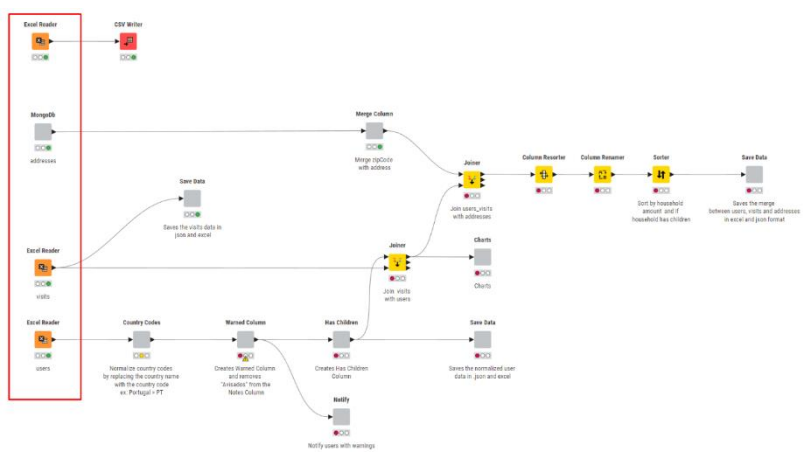 Excel Reader
CSV Writer
MongoDb
addresses
Merge Column
Merge zipCode
with address
Joiner
Join users_visits
with addresses
Column Resorter
Column Renamer
Sorter
Sort by household
amount and if
household has children
Save Data
Saves the merge
between users, visits and addresses
in excel and json format
Save Data
Saves the visits data in
json and excel
Excel Reader
visits
Joiner
Join visits
with users
Charts
Charts
Excel Reader
users
Country Codes
Normalize country codes
by replacing the country name
with the country code
ex: Portugal > PT
Warned Column
Creates Warned Column
and removes
"Avisados" from the
Notes Column
Has Children
Creates Has Children
Column
Save Data
Saves the normalized user
data in .json and excel
Notify
Notify users with warnings